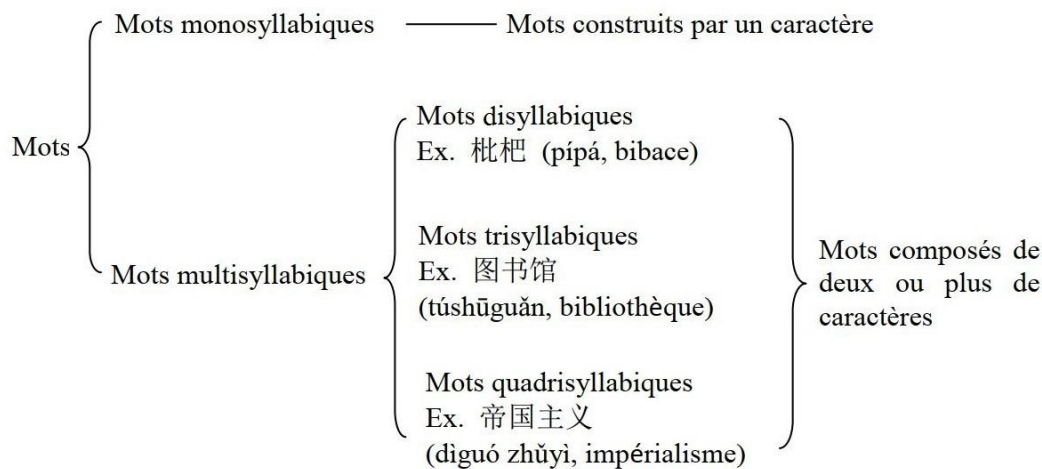 Mots monosyllabiques
Mots construits par un caractère
Mots
Mots disyllabiques
Ex. 枇杷 (pípá, bibace)
Mots trisyllabiques
Ex. 图书馆
(túshūguǎn, bibliothèque)
Mots multisyllabiques
Mots quadrisyllabiques
Ex. 帝国主义
(dìguó zhǔyì, impérialisme)
Mots composés de
deux ou plus de
caractères